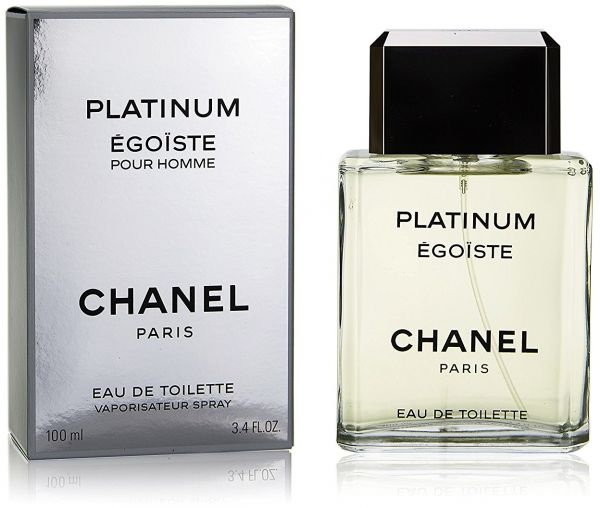 PLATINUM
ÉGOÏSTE
POUR HOMME
CHANEL
PARIS
EAU DE TOILETTE
VAPORISATEUR SPRAY
100 ml 3.4 FL.OZ.
PLATINUM
ÉGOÏSTE
CHANEL
PARIS
EAU DE TOILETTE